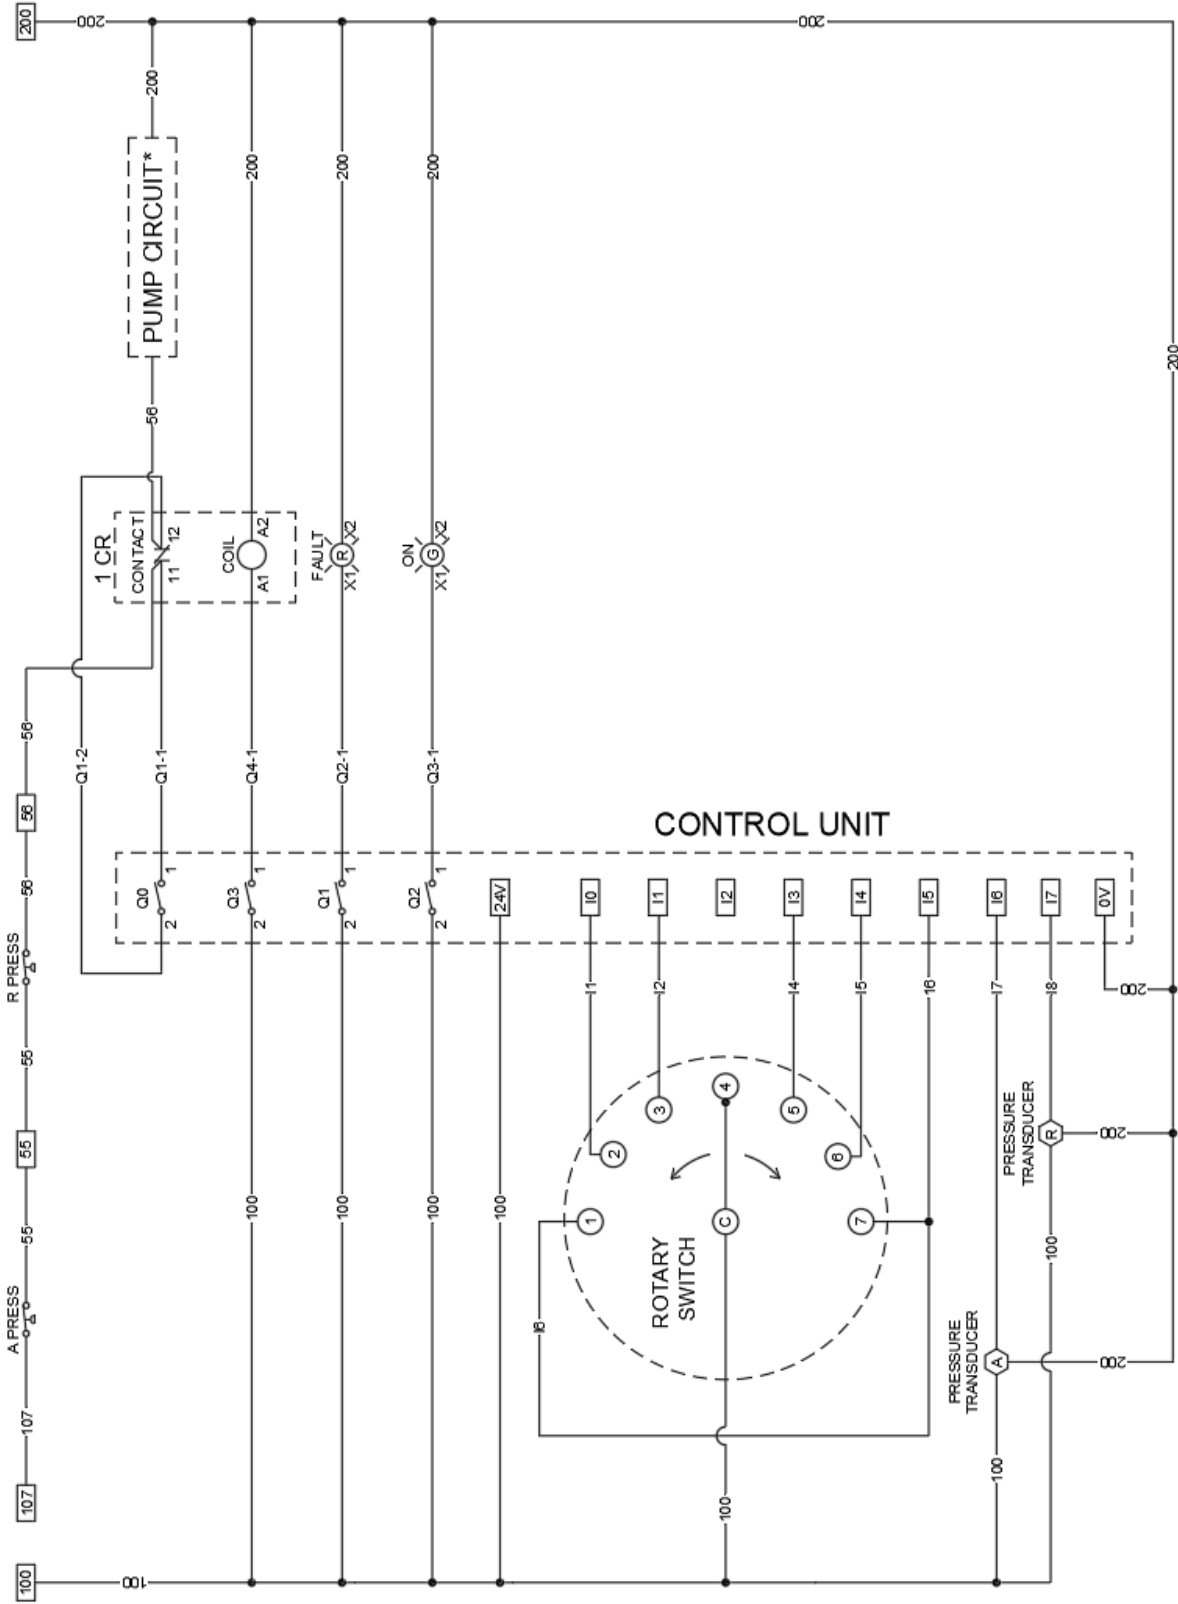 100
107
107
A PRESS
55
55
55
R PRESS
56
56
56
200
200
100
Q1-2
Q0
2
1
Q1-1
1 CR
CONTACT
11
12
56
PUMP CIRCUIT*
200
100
Q3
2
1
Q4-1
COIL
A1
A2
200
100
Q1
2
1
Q2-1
FAULT
X1
R
X2
200
100
Q2
2
1
Q3-1
ON
X1
G
X2
200
100
24V
CONTROL UNIT
I6
1
2
I1
I0
ROTARY
SWITCH
3
I2
I1
100
C
4
I2
5
I4
I3
7
6
I5
I4
16
I5
PRESSURE
TRANSDUCER
100
A
I7
I6
PRESSURE
TRANSDUCER
100
R
I8
I7
200
200
200
0V
200
200